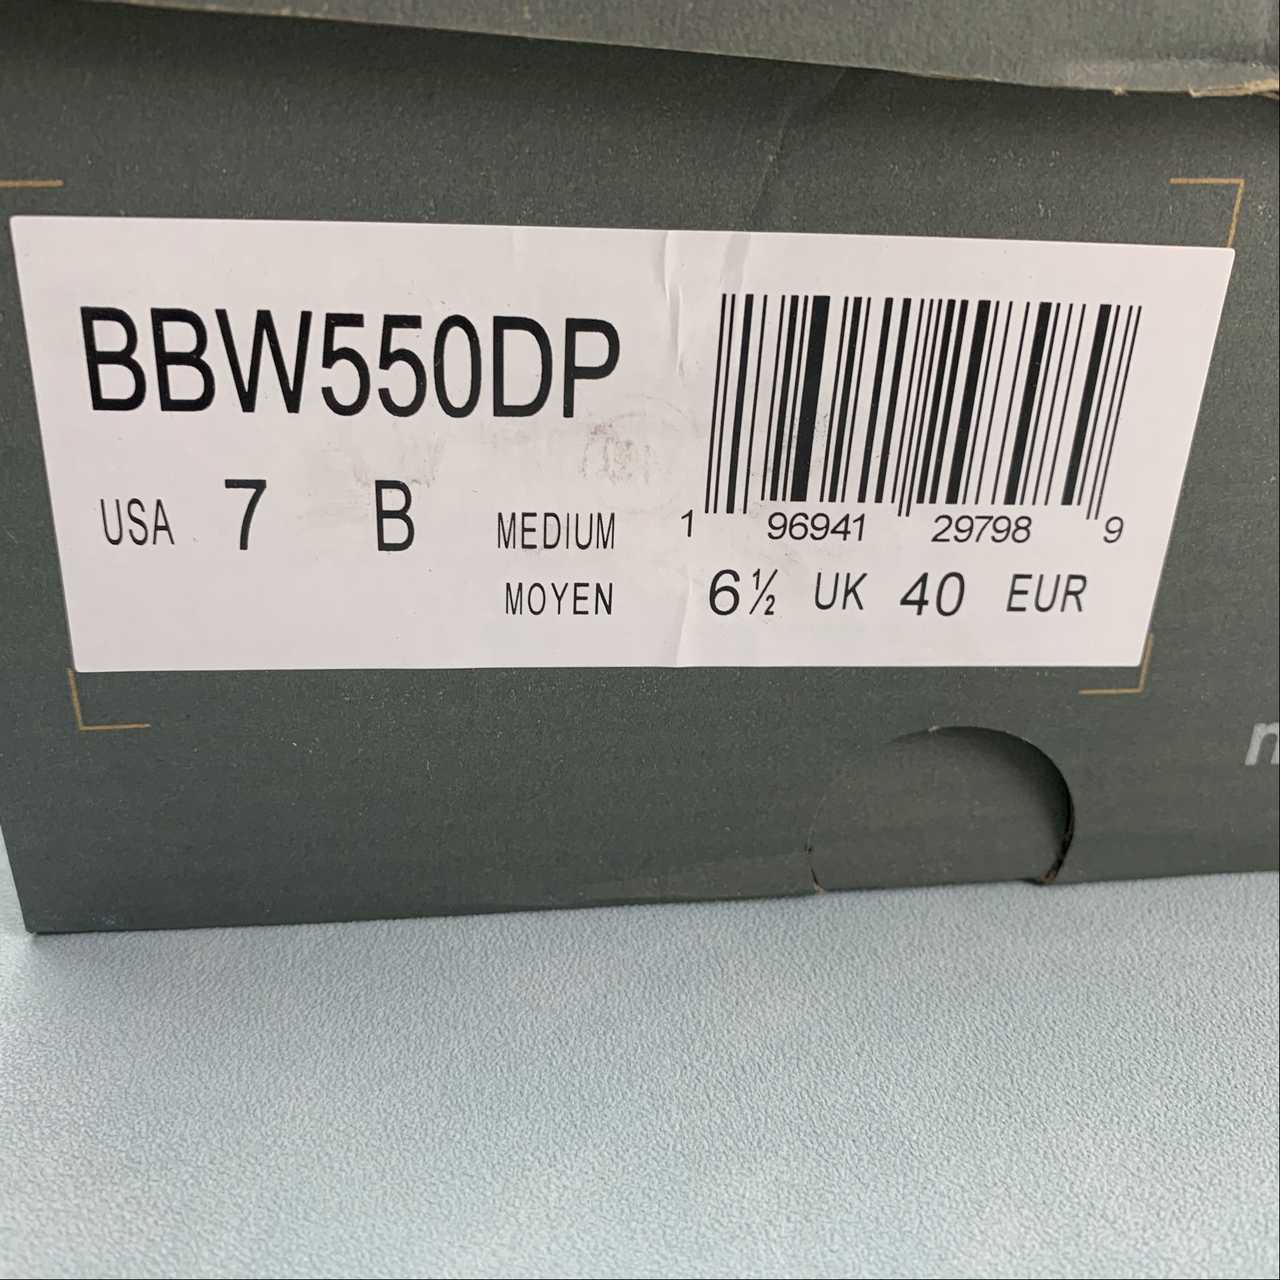 BBW550DP
USA 7 B MEDIUM
MOYEN
1 96941 29798 9
6½ UK 40 EUR